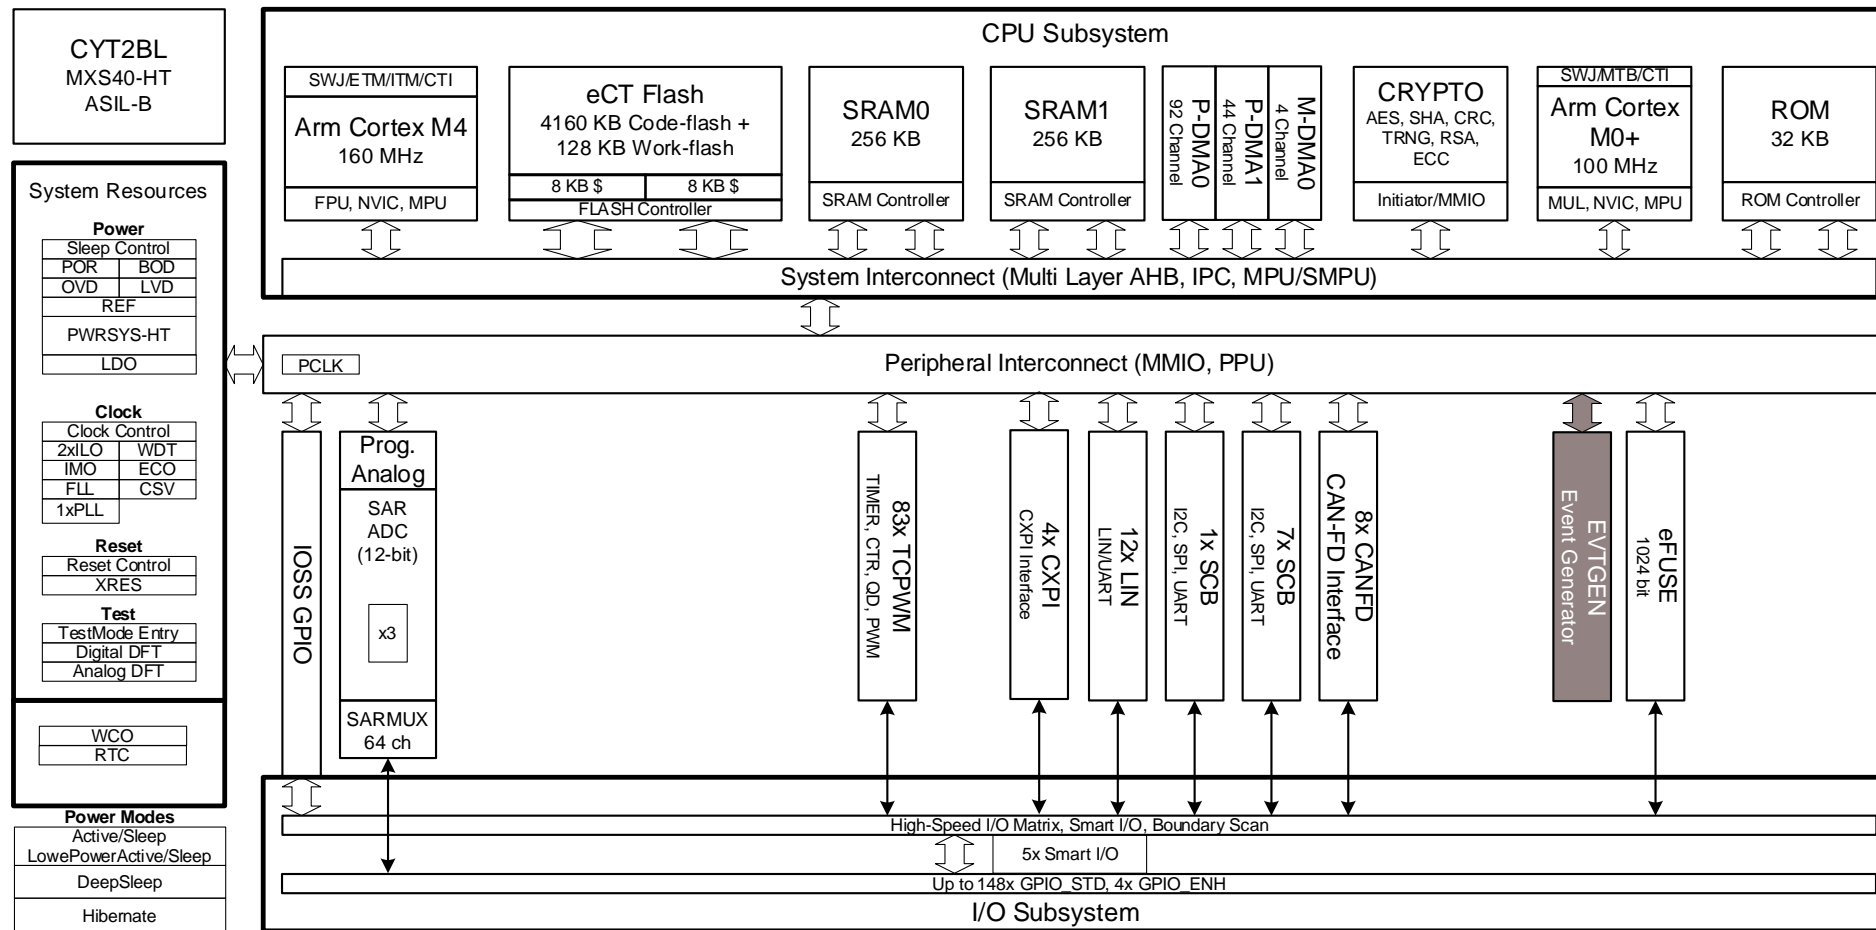 CYT2BL
MXS40-HT
ASIL-B
System Resources
Power
Sleep Control
POR
BOD
OVD
LVD
REF
PWRSYS-HT
LDO
Clock
Clock Control
2xILO
WDT
IMO
ECO
FLL
CSV
1xPLL
Reset
Reset Control
XRES
Test
TestMode Entry
Digital DFT
Analog DFT
WCO
RTC
Power Modes
Active/Sleep
LowePowerActive/Sleep
DeepSleep
Hibernate
CPU Subsystem
SWJ/ETM/ITM/CTI
Arm Cortex M4
160 MHz
FPU, NVIC, MPU
eCT Flash
4160 KB Code-flash +
128 KB Work-flash
8 KB $
8 KB $
FLASH Controller
SRAM0
256 KB
SRAM Controller
SRAM1
256 KB
SRAM Controller
P-DMA0
92 Channel
P-DMA1
44 Channel
M-DMA0
4 Channel
CRYPTO
AES, SHA, CRC,
TRNG, RSA,
ECC
Initiator/MMIO
SWJ/MTB/CTI
Arm Cortex
M0+
100 MHz
MUL, NVIC, MPU
ROM
32 KB
ROM Controller
System Interconnect (Multi Layer AHB, IPC, MPU/SMPU)
PCLK
Peripheral Interconnect (MMIO, PPU)
IOSS GPIO
Prog.
Analog
SAR
ADC
(12-bit)
x3
SARMUX
64 ch
83x TCPWM
TIMER, CTR, QD, PWM
4x CXPI
CXPI Interface
12x LIN
LIN/UART
1x SCB
I2C, SPI, UART
7x SCB
I2C, SPI, UART
8x CANFD
CAN-FD Interface
EVTGEN
Event Generator
eFUSE
1024 bit
High-Speed I/O Matrix, Smart I/O, Boundary Scan
5x Smart I/O
Up to 148x GPIO_STD, 4x GPIO_ENH
I/O Subsystem